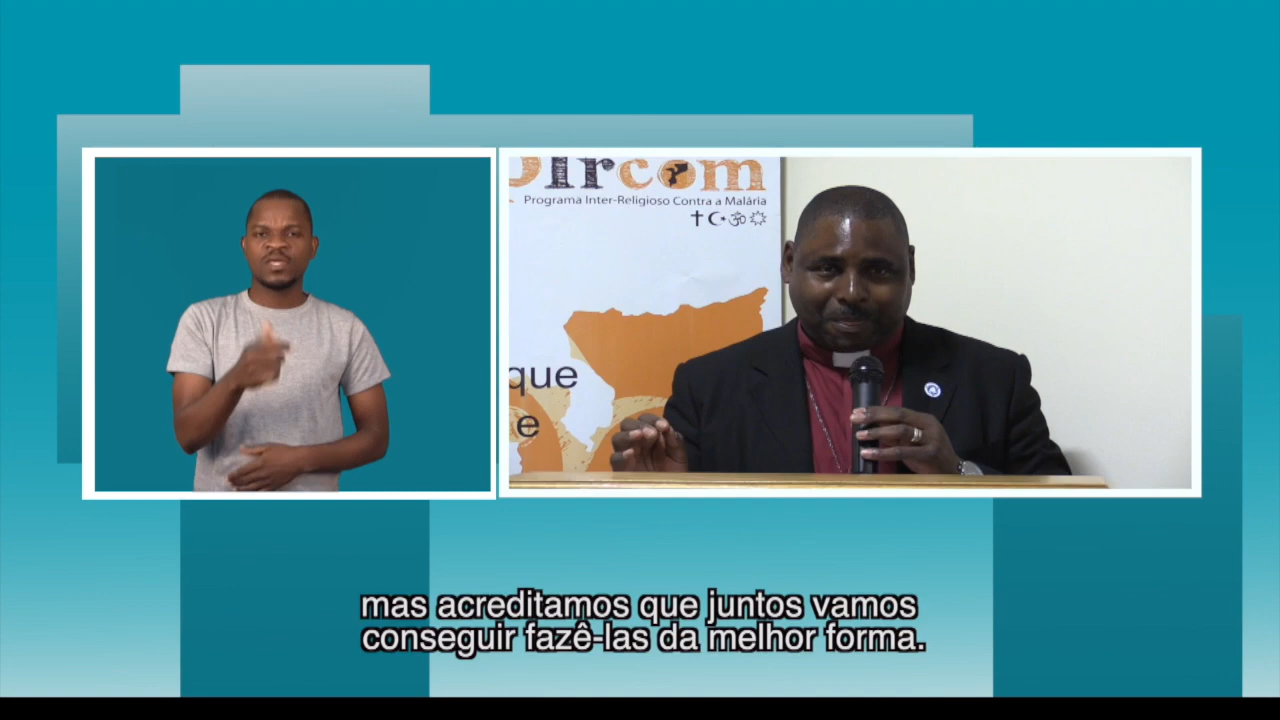 Pircom
Programa Inter-Religioso Contra a Malária
que
e
mas acreditamos que juntos vamos
conseguir fazê-las da melhor forma.